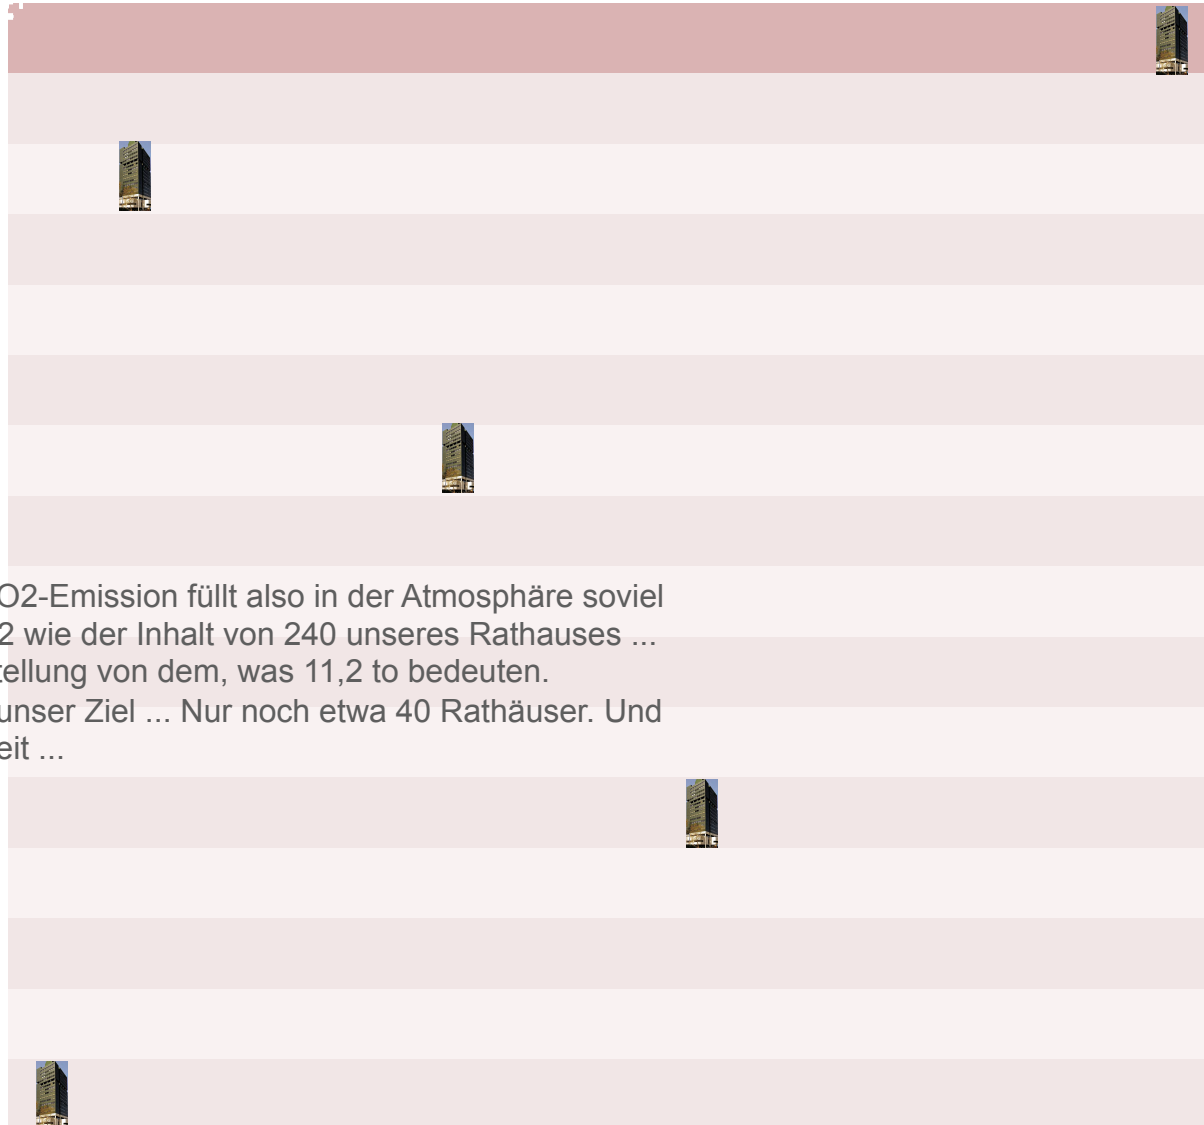 O2-Emission füllt also in der Atmosphäre soviel
2 wie der Inhalt von 240 unseres Rathauses ...
tellung von dem, was 11,2 to bedeuten.
unser Ziel ... Nur noch etwa 40 Rathäuser. Und
eit ...